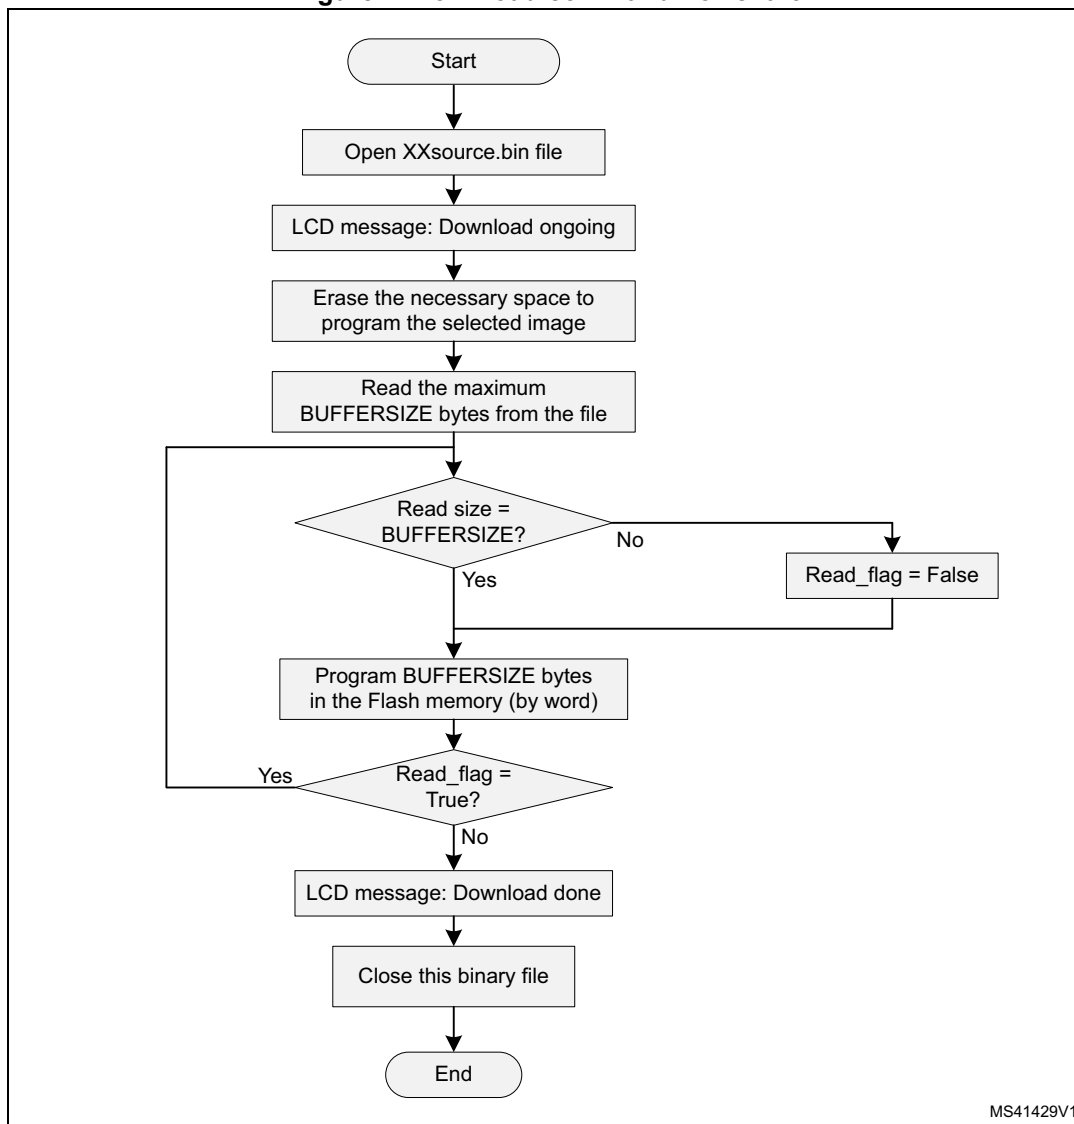 Start
Open XXsource.bin file
LCD message: Download ongoing
Erase the necessary space to
program the selected image
Read the maximum
BUFFERSIZE bytes from the file
Read size =
BUFFERSIZE?
No
Yes
Read_flag = False
Program BUFFERSIZE bytes
in the Flash memory (by word)
Read_flag =
True?
Yes
No
LCD message: Download done
Close this binary file
End
MS41429V1